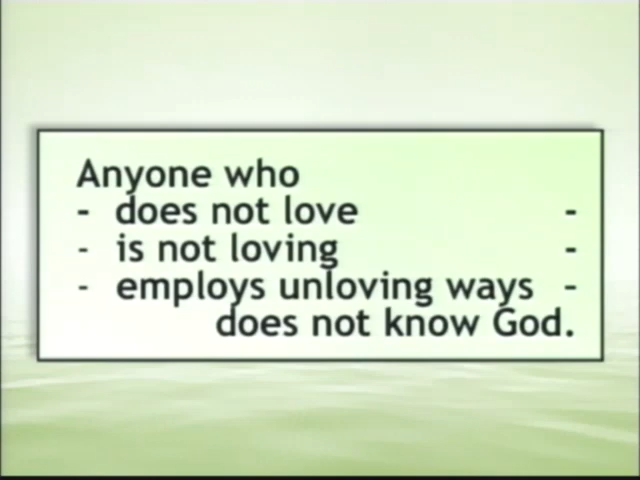 Anyone who
- does not love -
- is not loving -
- employs unloving ways -
does not know God.